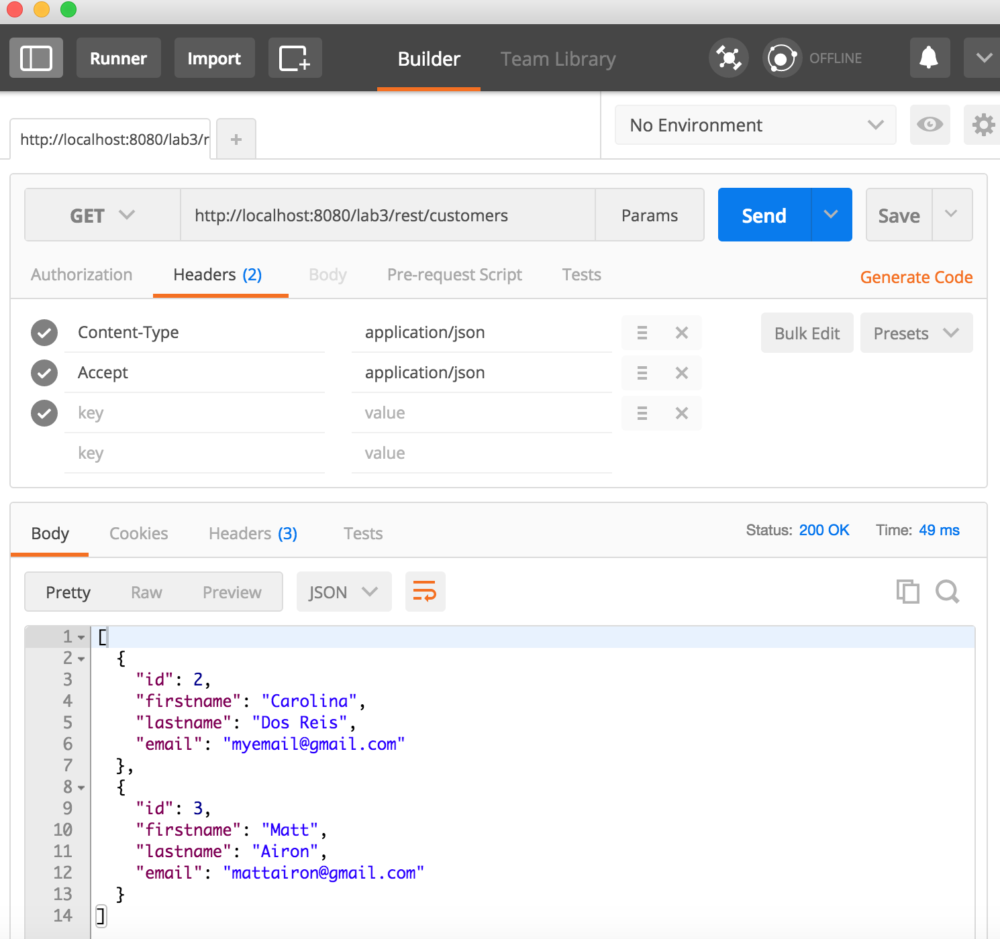 Runner Import Builder Team Library OFFLINE
http://localhost:8080/lab3/r + No Environment
GET http://localhost:8080/lab3/rest/customers Params Send Save
Authorization Headers (2) Body Pre-request Script Tests Generate Code
Content-Type application/json Bulk Edit Presets
Accept application/json
key value
key value
Body Cookies Headers (3) Tests Status: 200 OK Time: 49 ms
Pretty Raw Preview JSON
1 [
2 {
3 "id": 2,
4 "firstname": "Carolina",
5 "lastname": "Dos Reis",
6 "email": "myemail@gmail.com"
7 },
8 {
9 "id": 3,
10 "firstname": "Matt",
11 "lastname": "Airon",
12 "email": "mattairon@gmail.com"
13 }
14 ]